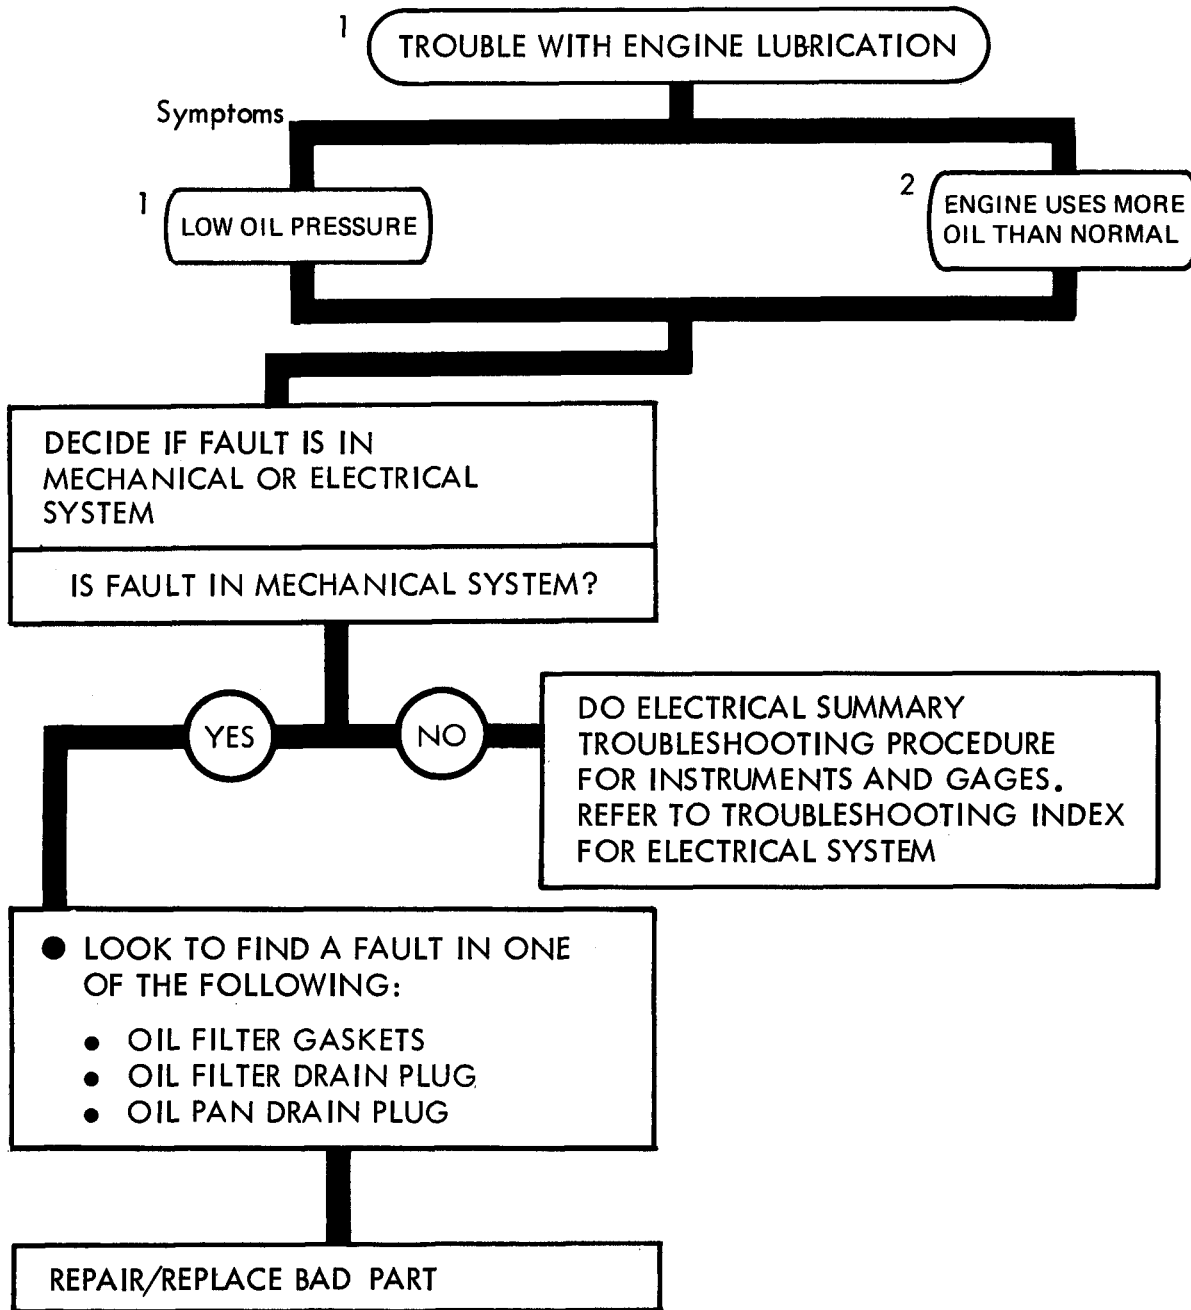 1
TROUBLE WITH ENGINE LUBRICATION
Symptoms
1
LOW OIL PRESSURE
2
ENGINE USES MORE
OIL THAN NORMAL
DECIDE IF FAULT IS IN
MECHANICAL OR ELECTRICAL
SYSTEM
IS FAULT IN MECHANICAL SYSTEM?
YES
NO
DO ELECTRICAL SUMMARY
TROUBLESHOOTING PROCEDURE
FOR INSTRUMENTS AND GAGES.
REFER TO TROUBLESHOOTING INDEX
FOR ELECTRICAL SYSTEM
● LOOK TO FIND A FAULT IN ONE
OF THE FOLLOWING:
● OIL FILTER GASKETS
● OIL FILTER DRAIN PLUG
● OIL PAN DRAIN PLUG
REPAIR/REPLACE BAD PART